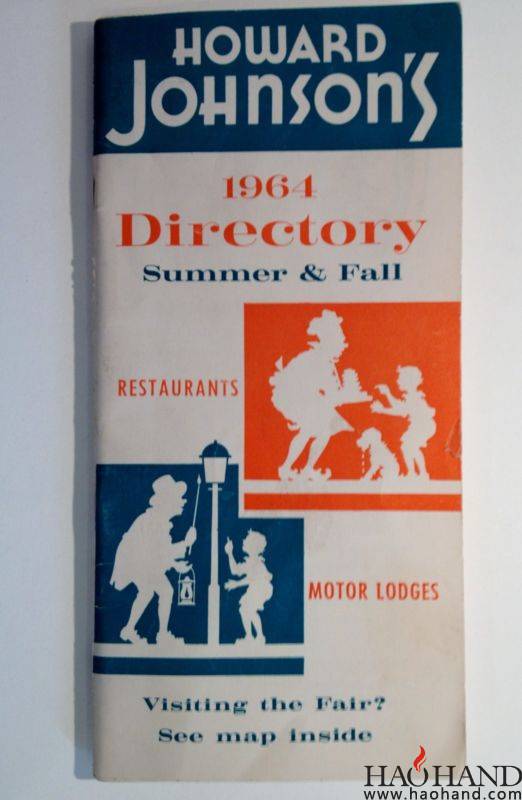 HOWARD
JOHNSON'S
1964
Directory
Summer & Fall
RESTAURANTS
MOTOR LODGES
Visiting the Fair?
See map inside
HAOHAND
www.haohand.com